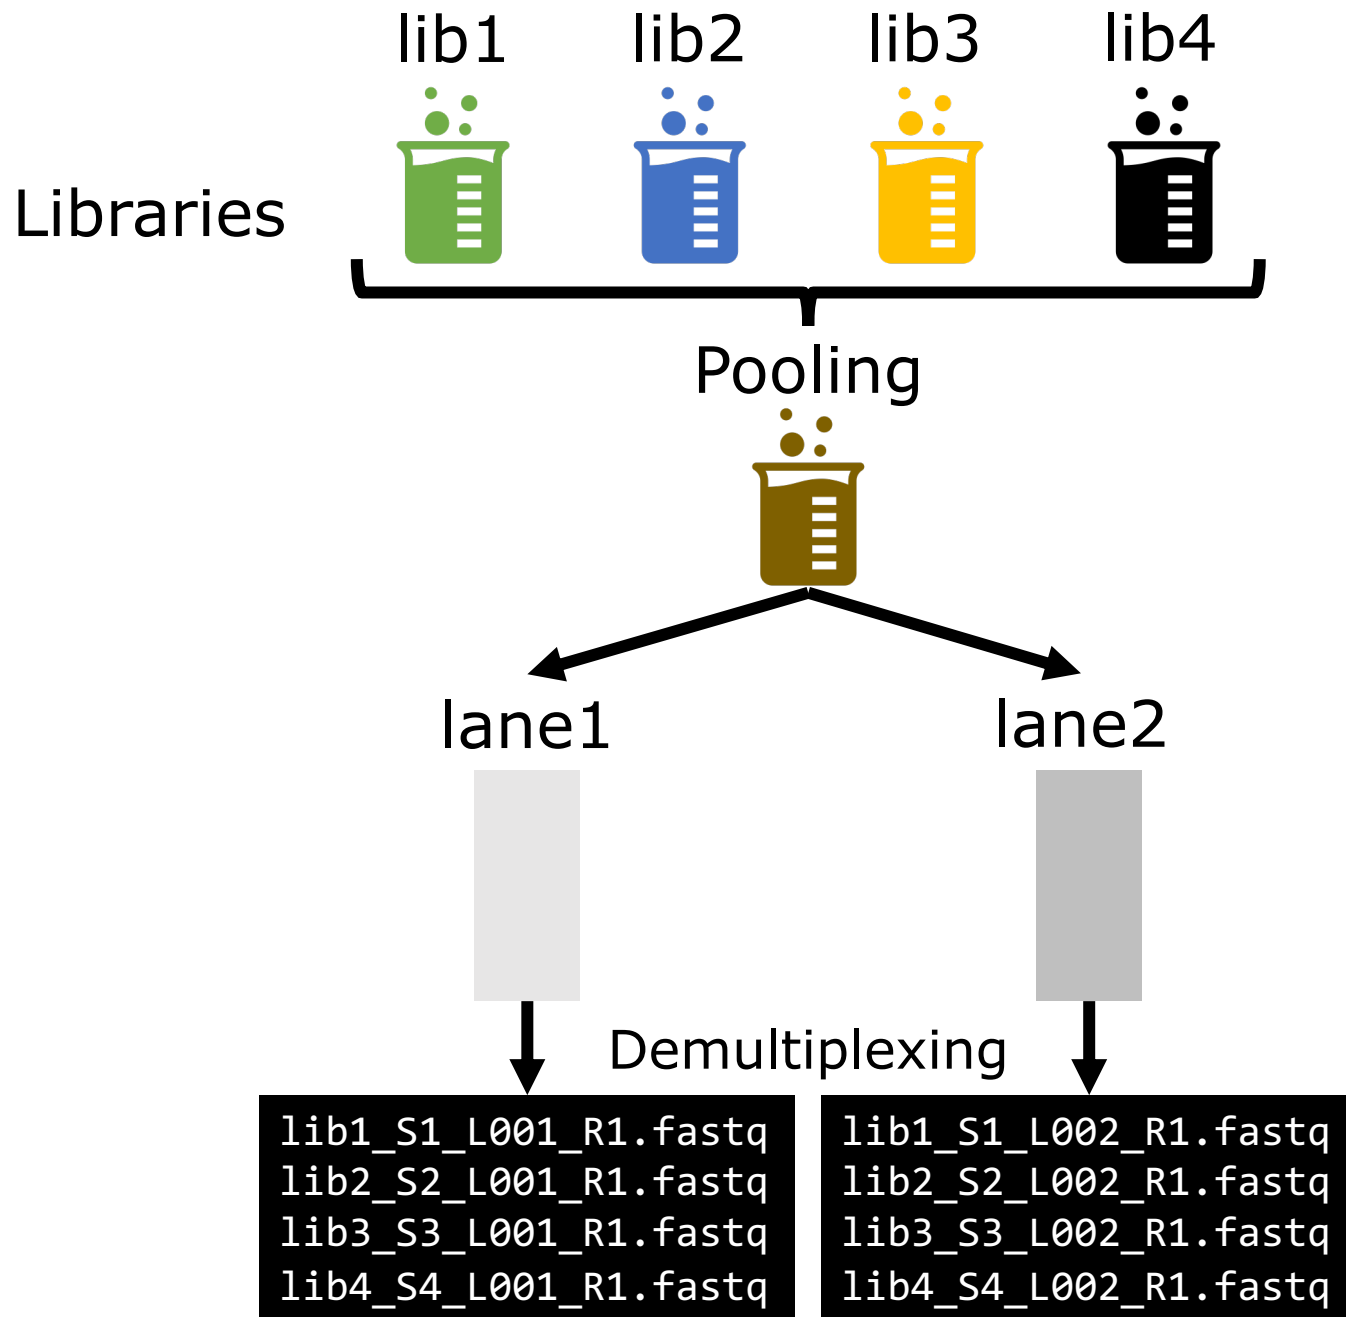 lib1 lib2 lib3 lib4
Libraries
Pooling
lane1 lane2
Demultiplexing
lib1_S1_L001_R1.fastq
lib2_S2_L001_R1.fastq
lib3_S3_L001_R1.fastq
lib4_S4_L001_R1.fastq
lib1_S1_L002_R1.fastq
lib2_S2_L002_R1.fastq
lib3_S3_L002_R1.fastq
lib4_S4_L002_R1.fastq